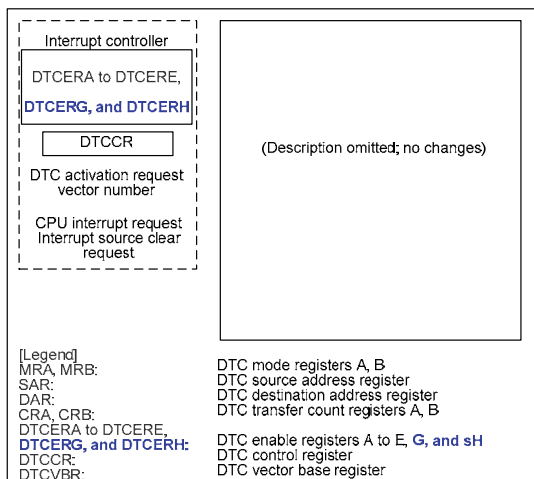 Interrupt controller
DTCERA to DTCERE,
DTCERG, and DTCERH
DTCCR
DTC activation request
vector number
CPU interrupt request
Interrupt source clear
request
(Description omitted; no changes)
[Legend]
MRA, MRB: DTC mode registers A, B
SAR: DTC source address register
DAR: DTC destination address register
CRA, CRB: DTC transfer count registers A, B
DTCERA to DTCERE,
DTCERG, and DTCERH: DTC enable registers A to E, G, and sH
DTCCR: DTC control register
DTCVBR: DTC vector base register